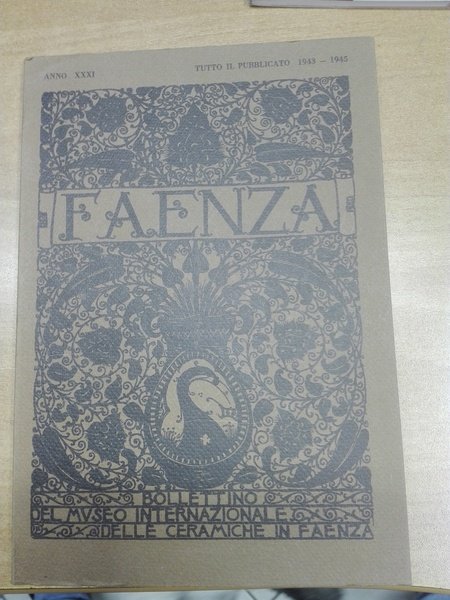 ANNO XXXI
TUTTO IL PUBBLICATO 1943 - 1945
FAENZA
BOLLETTINO
DEL MVSEO INTERNAZIONALE
DELLE CERAMICHE IN FAENZA